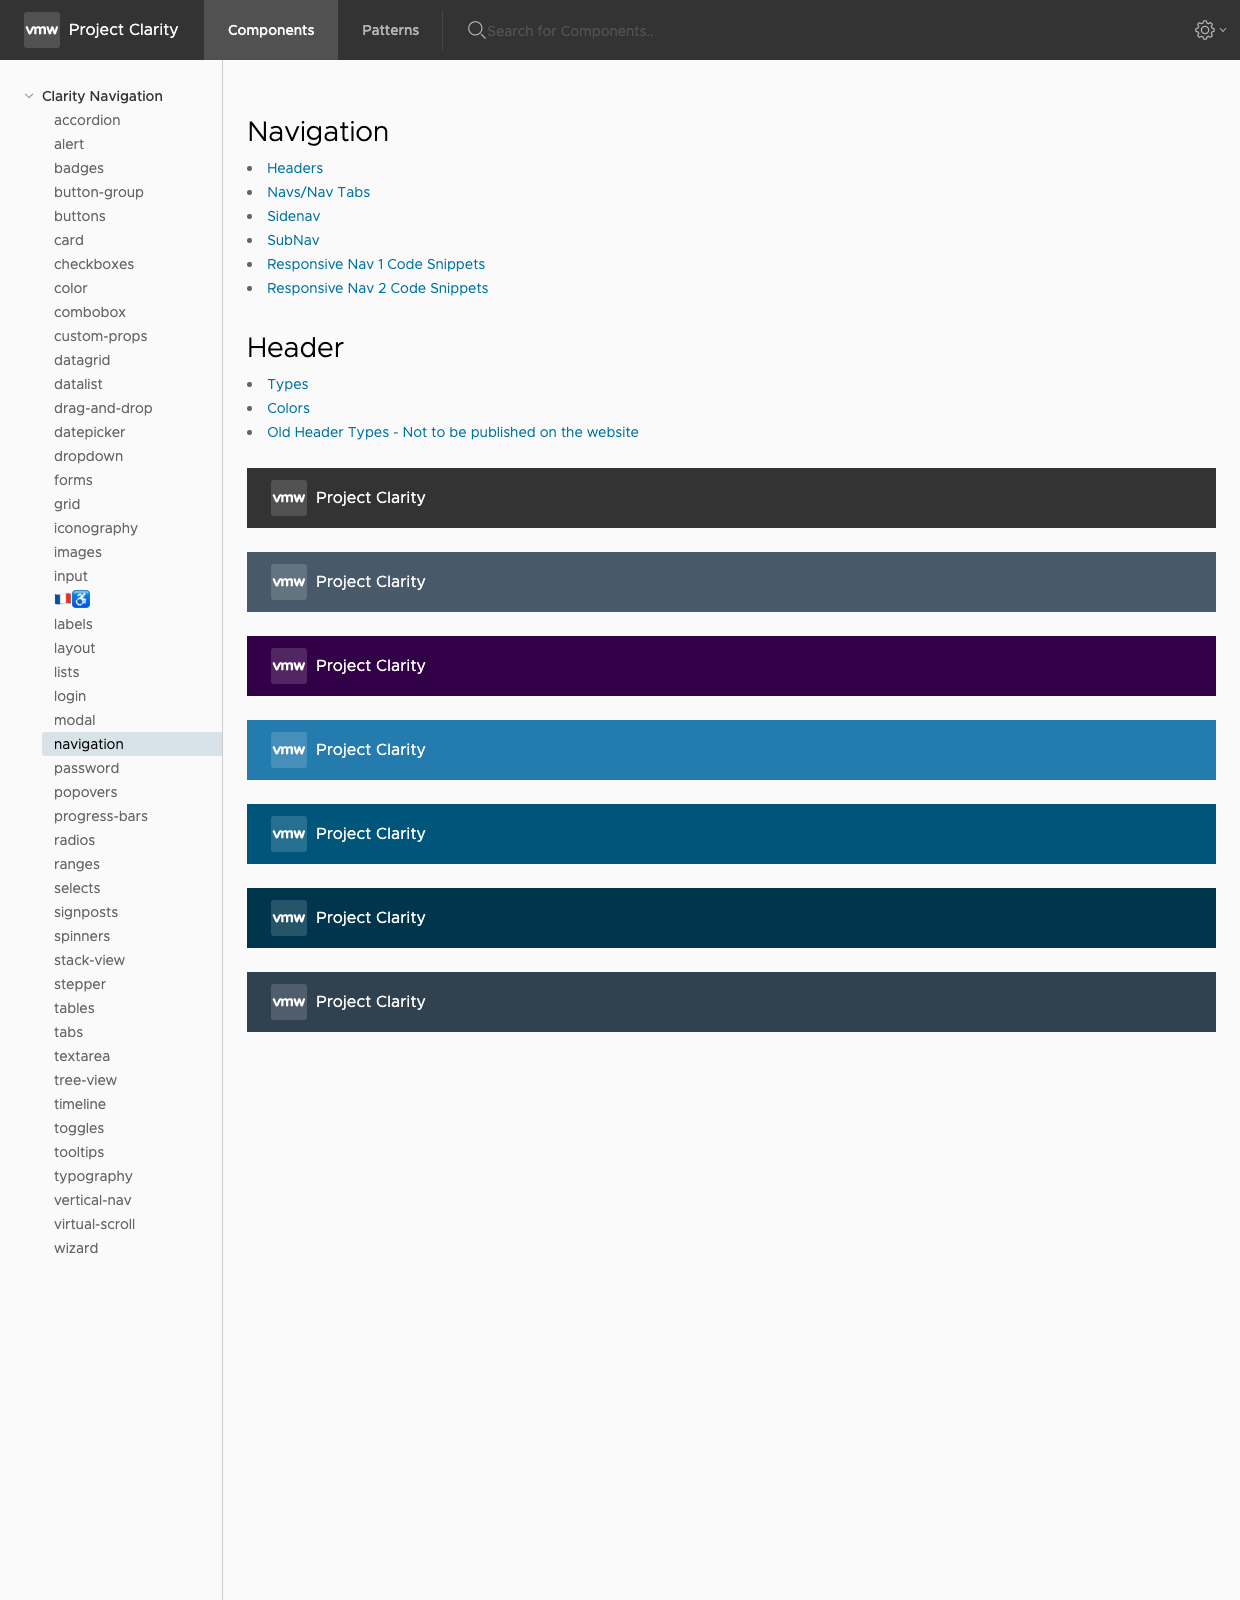 vmw Project Clarity Components Patterns Search for Components..
Clarity Navigation
accordion
alert
badges
button-group
buttons
card
checkboxes
color
combobox
custom-props
datagrid
datalist
drag-and-drop
datepicker
dropdown
forms
grid
iconography
images
input
🇫🇷♿
labels
layout
lists
login
modal
navigation
password
popovers
progress-bars
radios
ranges
selects
signposts
spinners
stack-view
stepper
tables
tabs
textarea
tree-view
timeline
toggles
tooltips
typography
vertical-nav
virtual-scroll
wizard
Navigation
Headers
Navs/Nav Tabs
Sidenav
SubNav
Responsive Nav 1 Code Snippets
Responsive Nav 2 Code Snippets
Header
Types
Colors
Old Header Types - Not to be published on the website
vmw Project Clarity
vmw Project Clarity
vmw Project Clarity
vmw Project Clarity
vmw Project Clarity
vmw Project Clarity
vmw Project Clarity